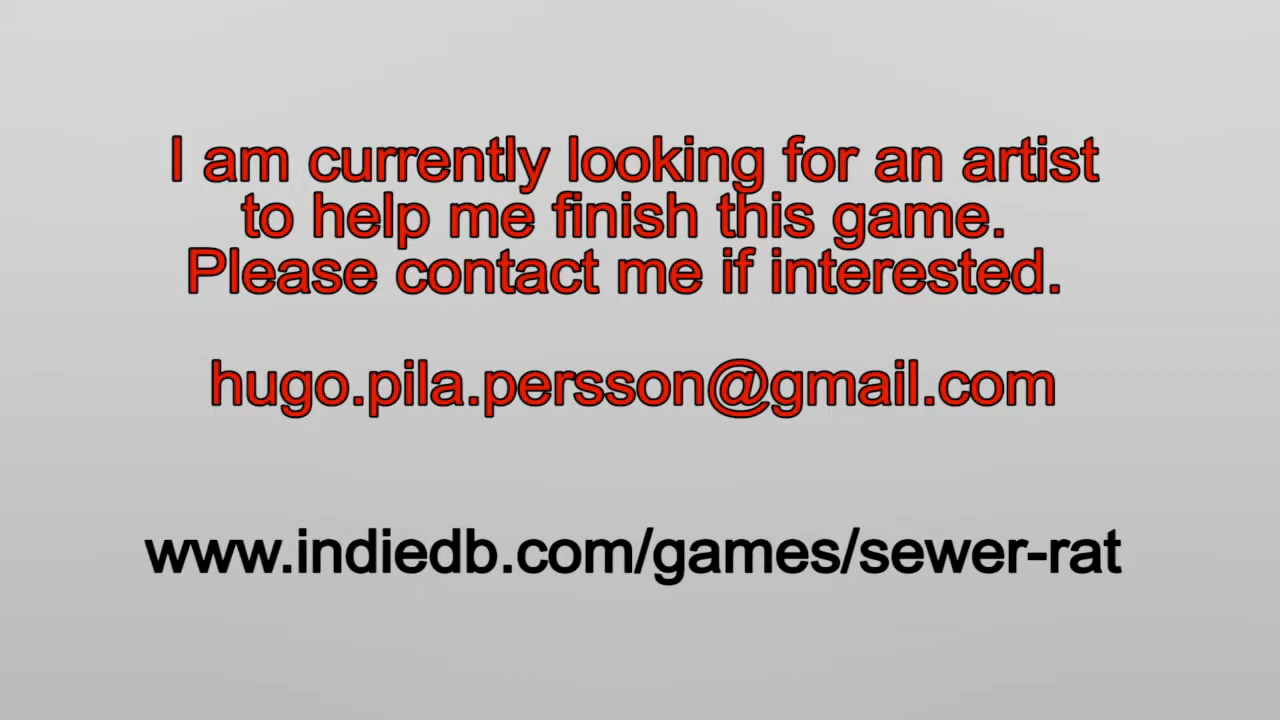 I am currently looking for an artist
to help me finish this game.
Please contact me if interested.
hugo.pila.persson@gmail.com
www.indiedb.com/games/sewer-rat